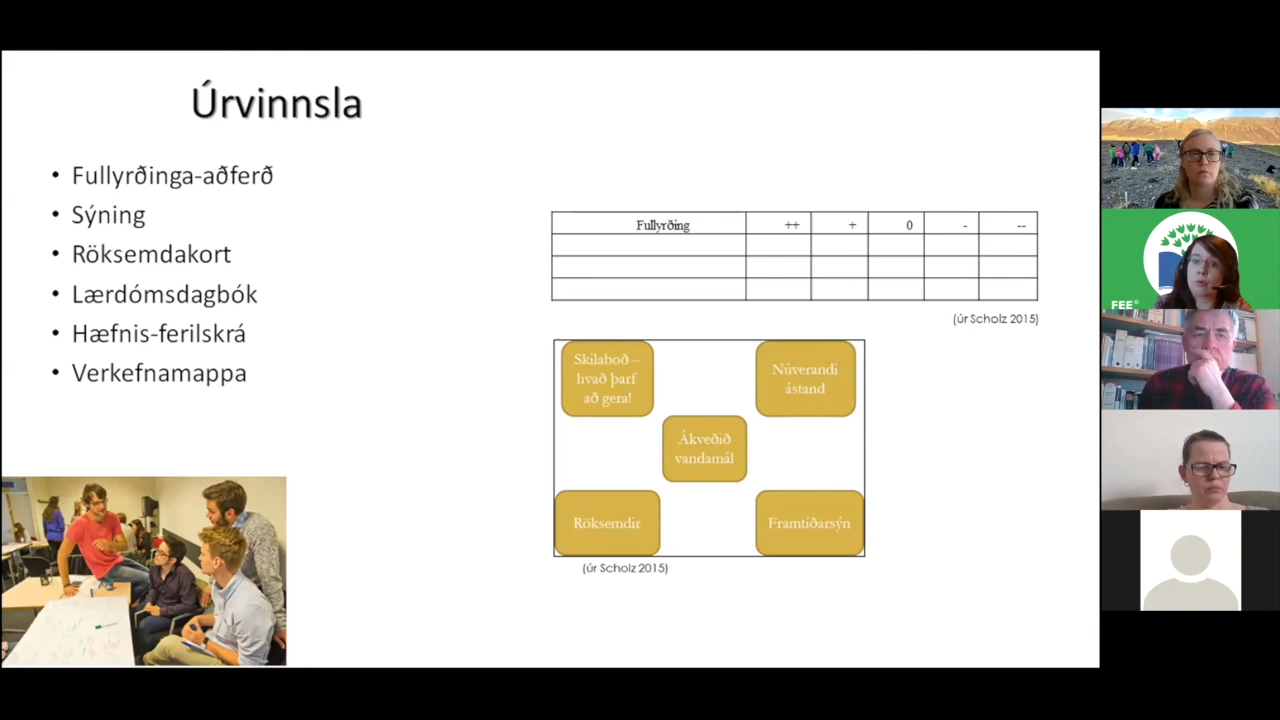 Úrvinnsla
• Fullyrðinga-aðferð
• Sýning
• Röksemdakort
• Lærdómsdagbók
• Hæfnis-ferilskrá
• Verkefnamappa
Fullyrðing ++ + 0 - --
(úr Scholz 2015)
Skilaboð –
hvað þarf
að gera!
Núverandi
ástand
Ákveðið
vandamál
Röksemdir
Framtíðarsýn
(úr Scholz 2015)
FEE®